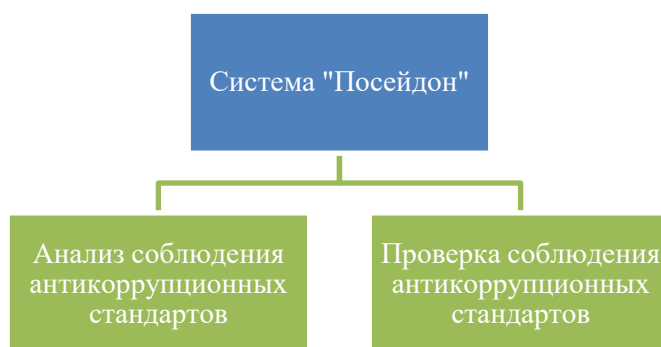 Система "Посейдон"
Анализ соблюдения
антикоррупционных
стандартов
Проверка соблюдения
антикоррупционных
стандартов